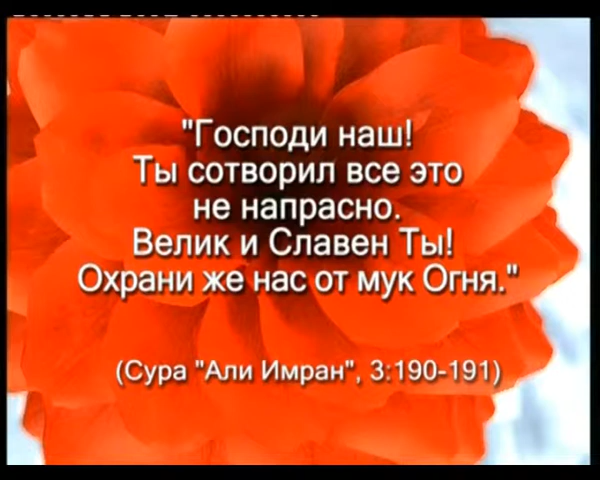 "Господи наш!
Ты сотворил все это
не напрасно.
Велик и Славен Ты!
Охрани же нас от мук Огня."
(Сура "Али Имран", 3:190-191)